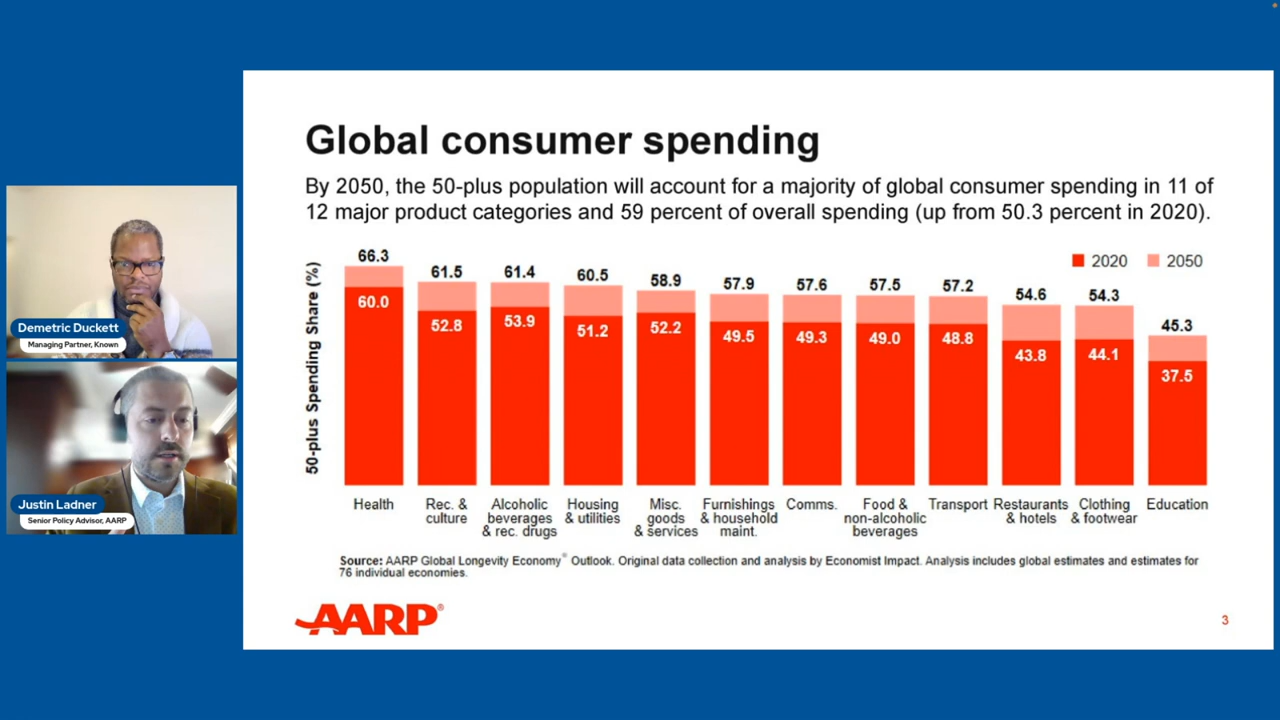 Global consumer spending
By 2050, the 50-plus population will account for a majority of global consumer spending in 11 of
12 major product categories and 59 percent of overall spending (up from 50.3 percent in 2020).
2020 2050
50-plus Spending Share (%)
66.3 61.5 61.4 60.5 58.9 57.9 57.6 57.5 57.2 54.6 54.3 45.3
60.0 52.8 53.9 51.2 52.2 49.5 49.3 49.0 48.8 43.8 44.1 37.5
Health
Rec. &
culture
Alcoholic
beverages
& rec. drugs
Housing
& utilities
Misc.
goods
& services
Furnishings
& household
maint.
Comms.
Food &
non-alcoholic
beverages
Transport
Restaurants
& hotels
Clothing
& footwear
Education
Source: AARP Global Longevity Economy® Outlook. Original data collection and analysis by Economist Impact. Analysis includes global estimates and estimates for
76 individual economies.
AARP®
3
Demetric Duckett
Managing Partner, Known
Justin Ladner
Senior Policy Advisor, AARP